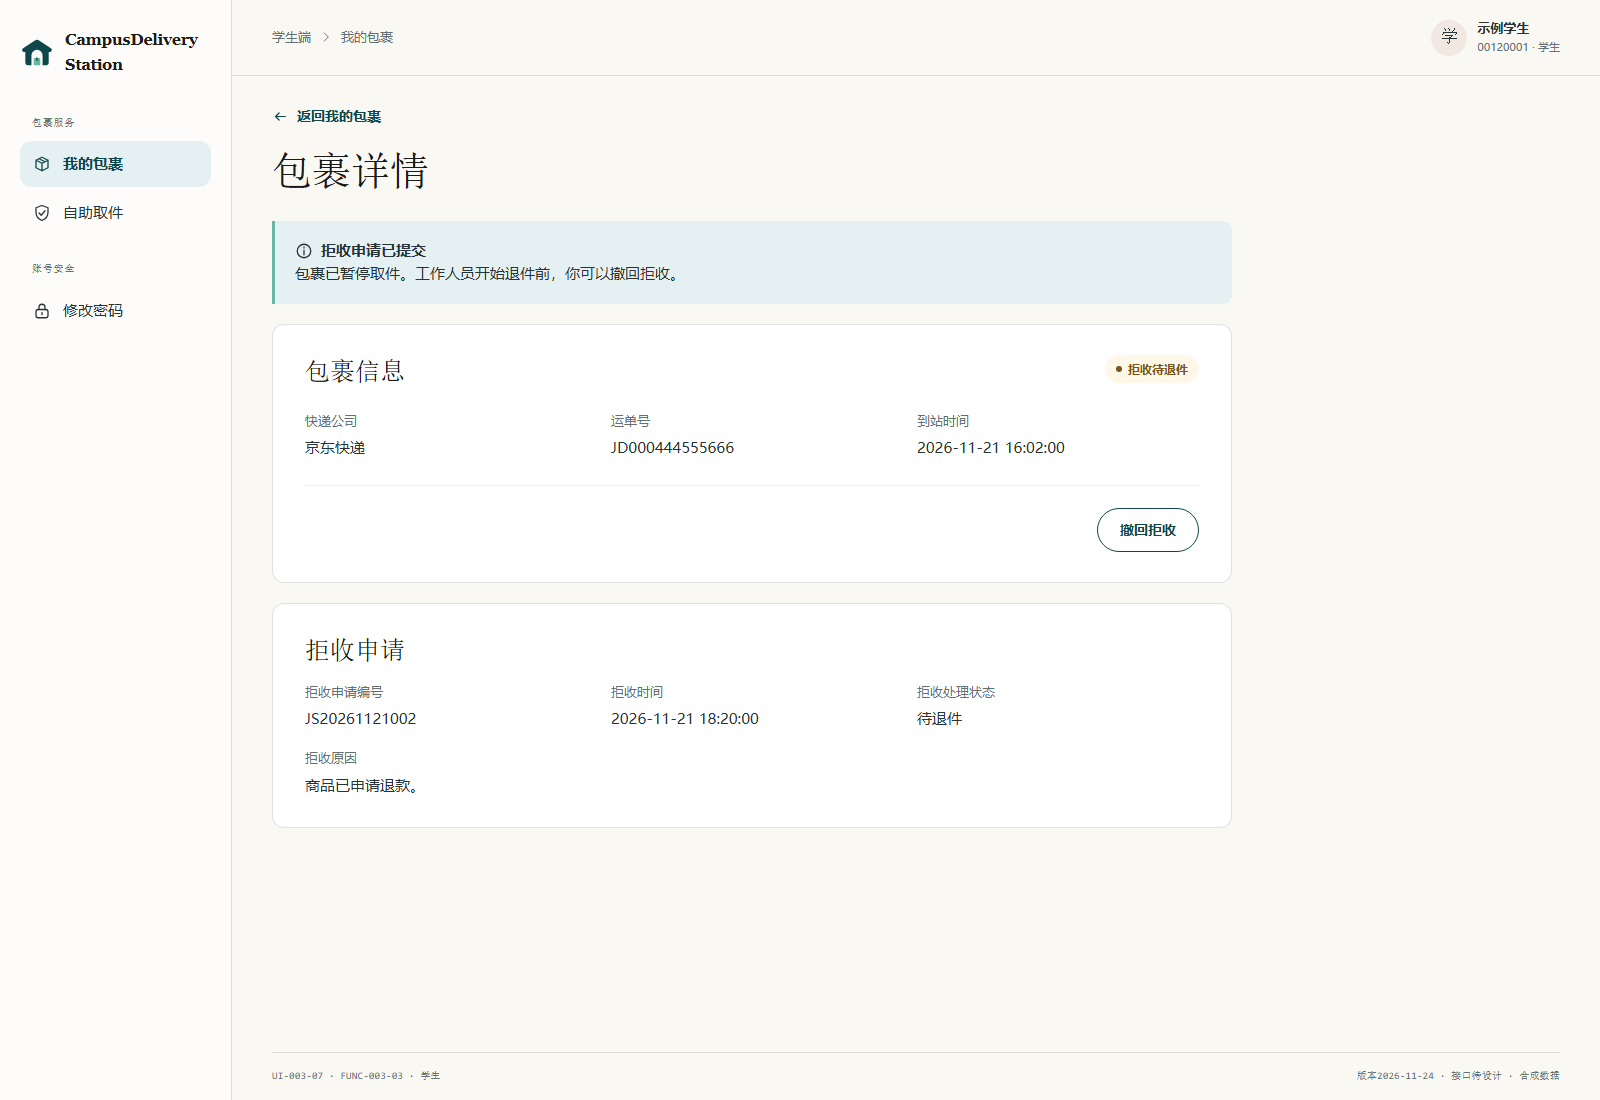 CampusDelivery
Station
包裹服务
我的包裹
自助取件
账号安全
修改密码
学生端 > 我的包裹
学
示例学生
00120001 · 学生
← 返回我的包裹
包裹详情
拒收申请已提交
包裹已暂停取件。工作人员开始退件前，你可以撤回拒收。
包裹信息
拒收待退件
快递公司 运单号 到站时间
京东快递 JD000444555666 2026-11-21 16:02:00
撤回拒收
拒收申请
拒收申请编号 拒收时间 拒收处理状态
JS20261121002 2026-11-21 18:20:00 待退件
拒收原因
商品已申请退款。
UI-003-07 · FUNC-003-03 · 学生
版本2026-11-24 · 接口待设计 · 合成数据